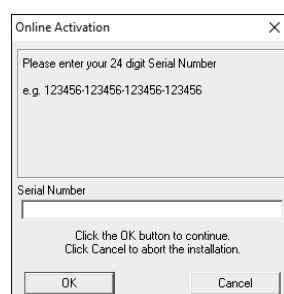 Online Activation
Please enter your 24 digit Serial Number
e.g. 123456-123456-123456-123456
Serial Number
Click the OK button to continue.
Click Cancel to abort the installation.
OK
Cancel